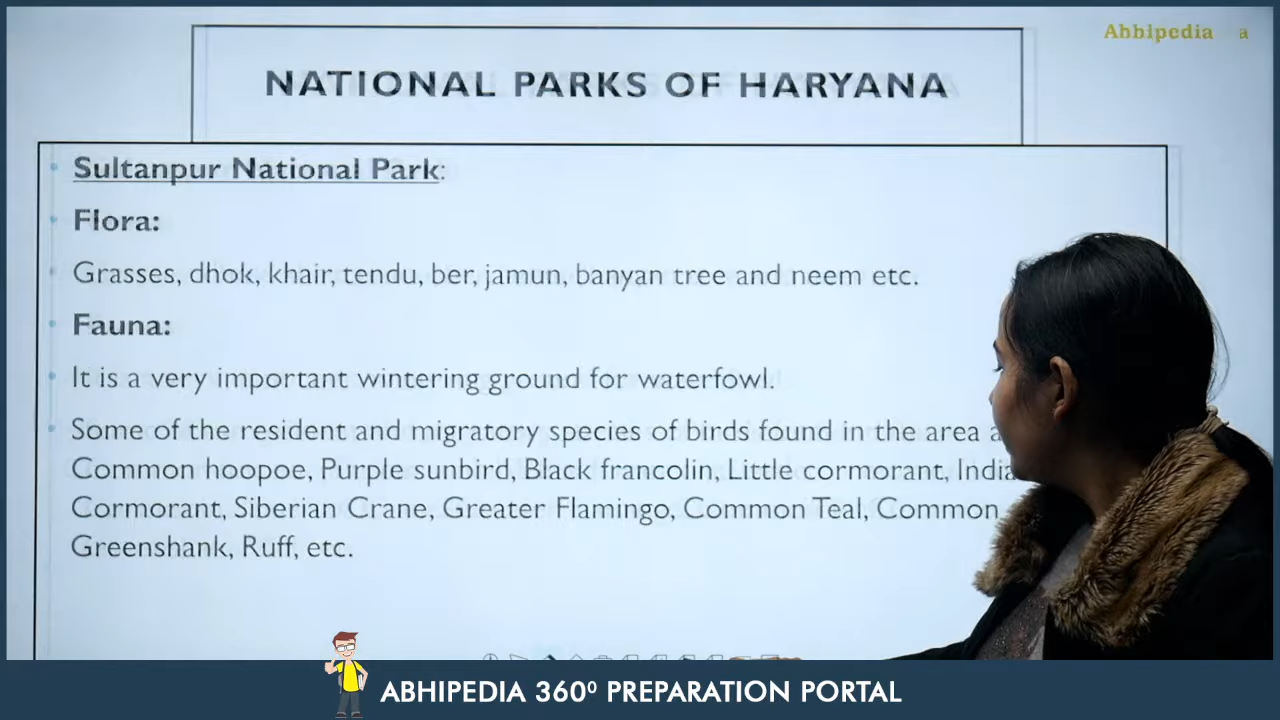 Abhipedia a
NATIONAL PARKS OF HARYANA
Sultanpur National Park:
Flora:
Grasses, dhok, khair, tendu, ber, jamun, banyan tree and neem etc.
Fauna:
It is a very important wintering ground for waterfowl.
Some of the resident and migratory species of birds found in the area
Common hoopoe, Purple sunbird, Black francolin, Little cormorant,
Cormorant, Siberian Crane, Greater Flamingo, Common Teal, Common
Greenshank, Ruff, etc.
ABHIPEDIA 360⁰ PREPARATION PORTAL